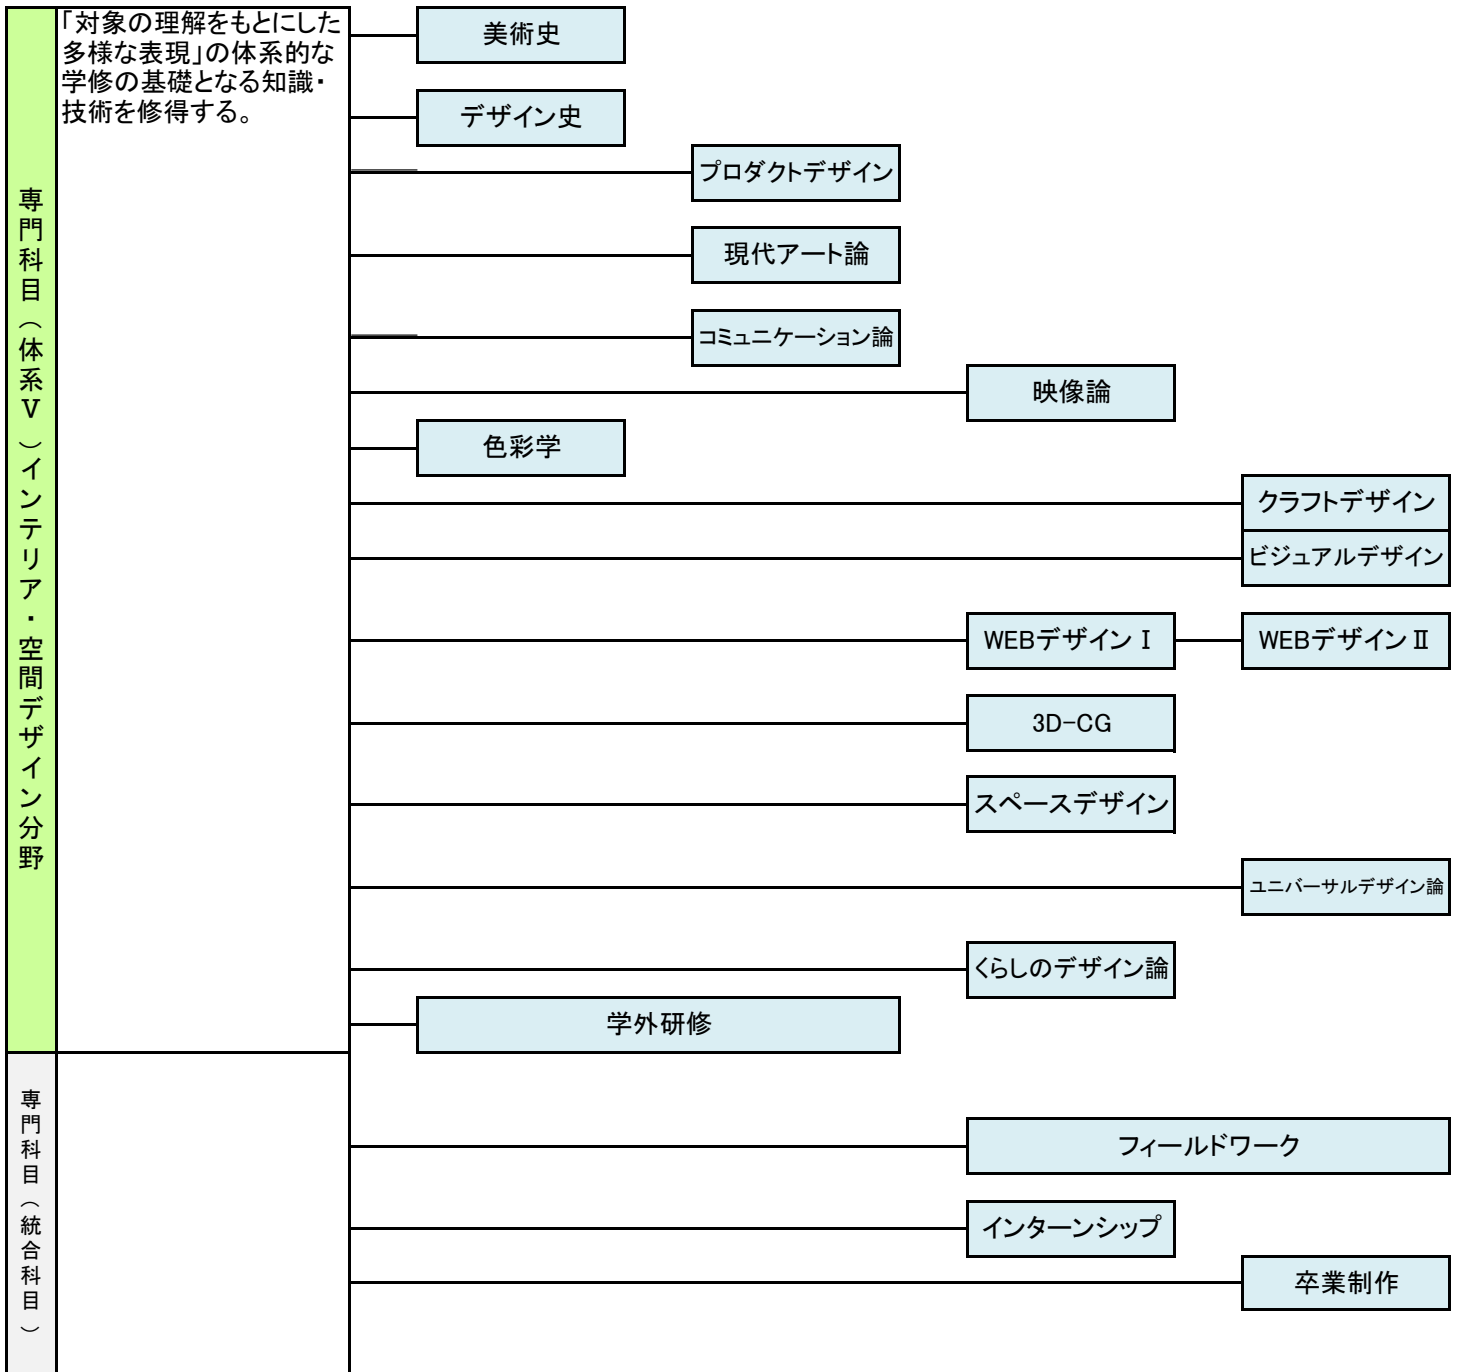 専門科目（体系Ⅴ）インテリア・空間デザイン分野
「対象の理解をもとにした
多様な表現」の体系的な
学修の基礎となる知識・
技術を修得する。
美術史
デザイン史
プロダクトデザイン
現代アート論
コミュニケーション論
映像論
色彩学
クラフトデザイン
ビジュアルデザイン
WEBデザインⅠ
WEBデザインⅡ
3D-CG
スペースデザイン
ユニバーサルデザイン論
くらしのデザイン論
学外研修
専門科目（統合科目）
フィールドワーク
インターンシップ
卒業制作